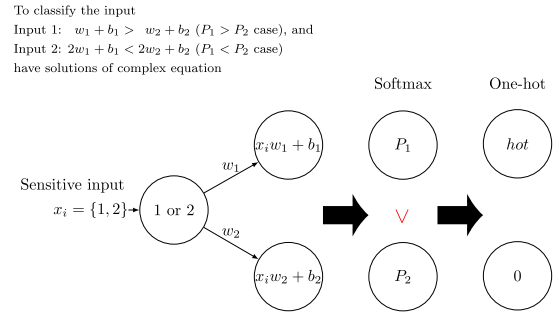 To classify the input
Input 1: w₁ + b₁ > w₂ + b₂ (P₁ > P₂ case), and
Input 2: 2w₁ + b₁ < 2w₂ + b₂ (P₁ < P₂ case)
have solutions of complex equation
Softmax One-hot
xᵢw₁ + b₁ P₁ hot
w₁
Sensitive input
xᵢ = {1, 2} 1 or 2 ∨
w₂
xᵢw₂ + b₂ P₂ 0